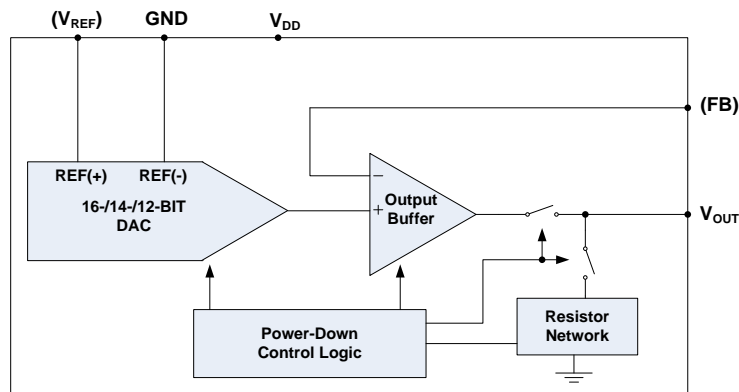 (VREF) GND VDD
(FB)
REF(+) REF(-)
16-/14-/12-BIT
DAC
−
+
Output
Buffer
VOUT
Power-Down
Control Logic
Resistor
Network